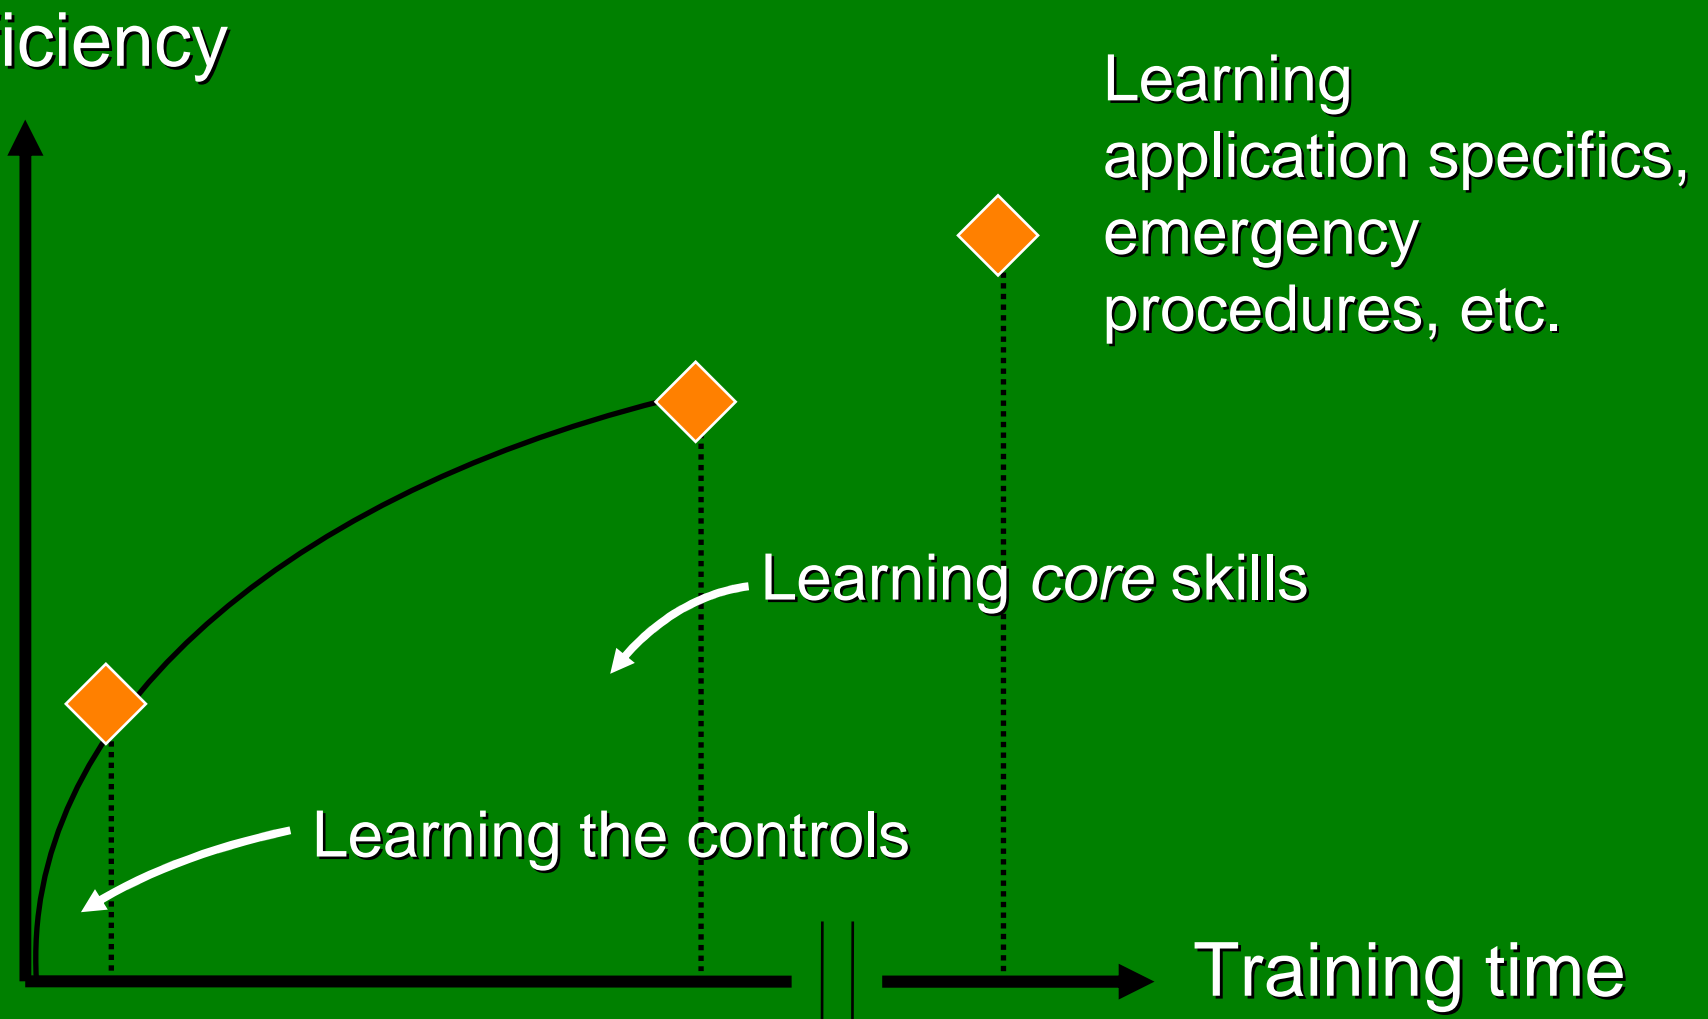 iciency
Learning
application specifics,
emergency
procedures, etc.
Learning core skills
Learning the controls
Training time